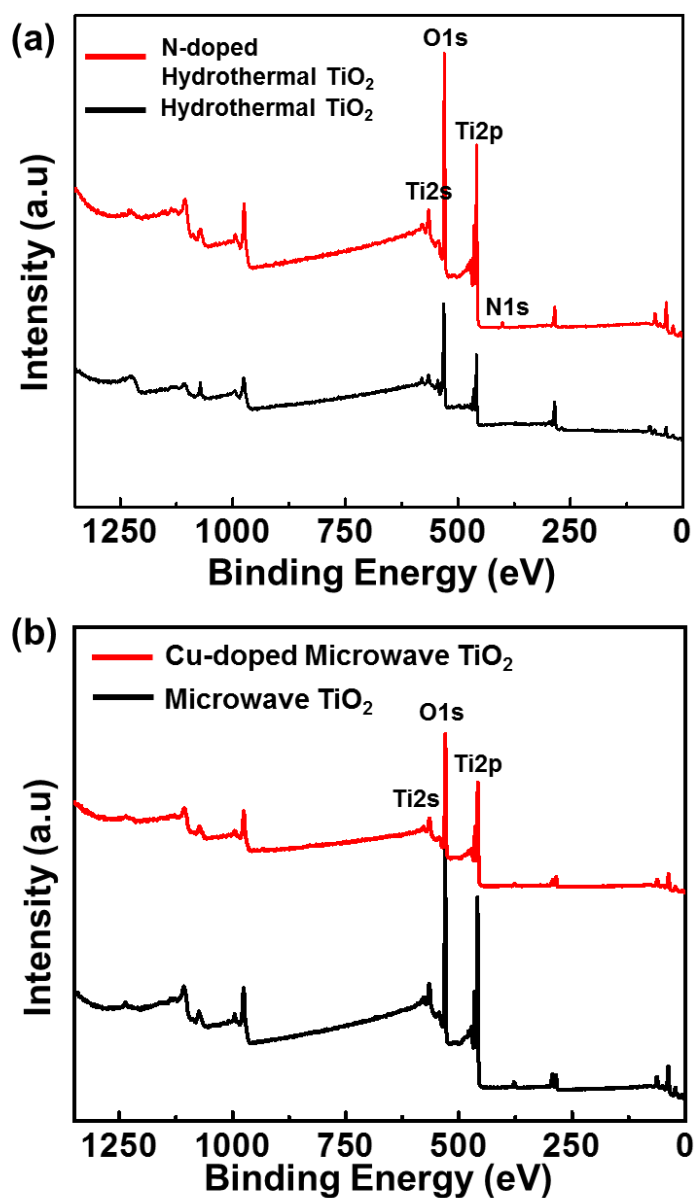 (a)
N-doped
Hydrothermal TiO₂
Hydrothermal TiO₂
O1s
Ti2p
Ti2s
N1s
Intensity (a.u)
1250 1000 750 500 250 0
Binding Energy (eV)
(b)
Cu-doped Microwave TiO₂
Microwave TiO₂
O1s
Ti2p
Ti2s
Intensity (a.u)
1250 1000 750 500 250 0
Binding Energy (eV)